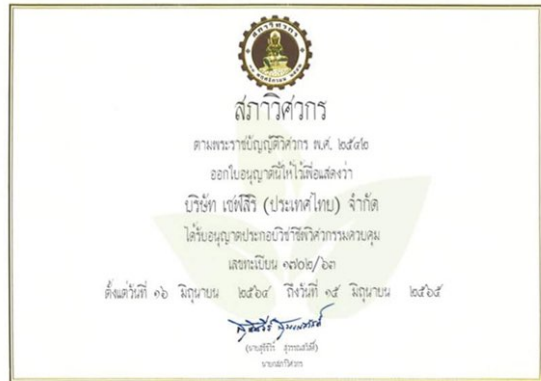 สภาวิศวกร
ตามพระราชบัญญัติวิศวกร พ.ศ. ๒๕๔๒
ออกใบอนุญาตนี้ให้ไว้เพื่อแสดงว่า
บริษัท เซฟสิริ (ประเทศไทย) จำกัด
ได้รับอนุญาตประกอบวิชาชีพวิศวกรรมควบคุม
เลขทะเบียน ๑๗๐๒/๖๓
ตั้งแต่วันที่ ๑๖ มิถุนายน ๒๕๖๔ ถึงวันที่ ๑๕ มิถุนายน ๒๕๖๕
นายกสภาวิศวกร